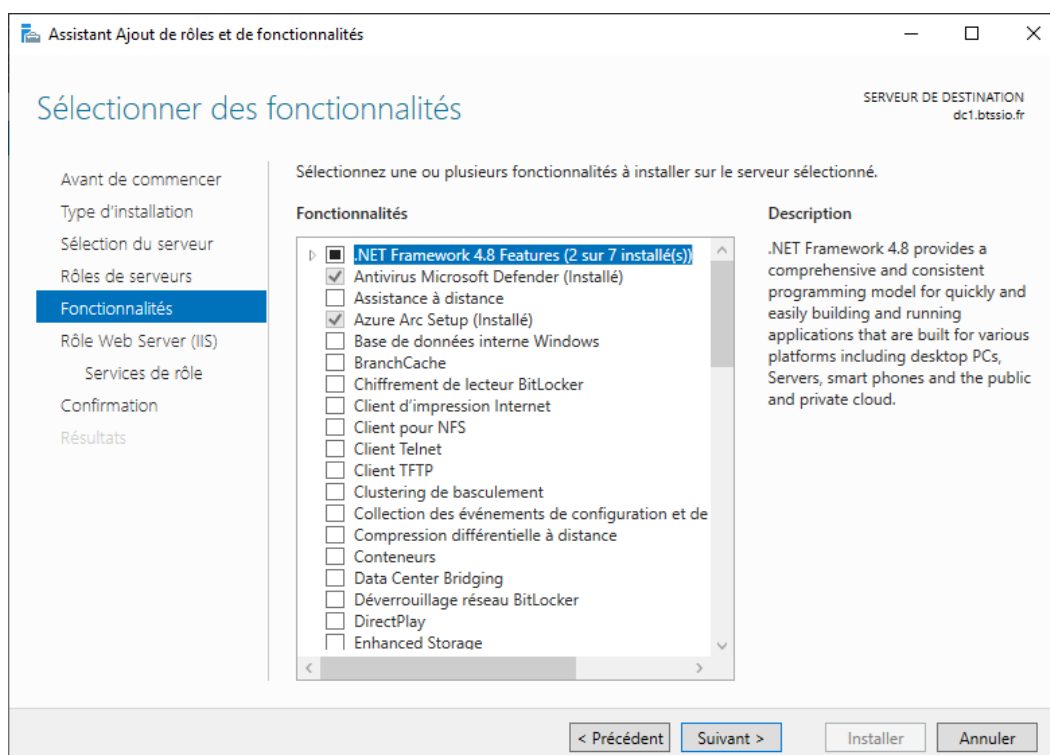 Assistant Ajout de rôles et de fonctionnalités
Sélectionner des fonctionnalités
SERVEUR DE DESTINATION
dc1.btssio.fr
Avant de commencer
Type d'installation
Sélection du serveur
Rôles de serveurs
Fonctionnalités
Rôle Web Server (IIS)
Services de rôle
Confirmation
Résultats
Sélectionnez une ou plusieurs fonctionnalités à installer sur le serveur sélectionné.
Fonctionnalités
.NET Framework 4.8 Features (2 sur 7 installé(s))
Antivirus Microsoft Defender (Installé)
Assistance à distance
Azure Arc Setup (Installé)
Base de données interne Windows
BranchCache
Chiffrement de lecteur BitLocker
Client d'impression Internet
Client pour NFS
Client Telnet
Client TFTP
Clustering de basculement
Collection des événements de configuration et de
Compression différentielle à distance
Conteneurs
Data Center Bridging
Déverrouillage réseau BitLocker
DirectPlay
Enhanced Storage
Description
.NET Framework 4.8 provides a
comprehensive and consistent
programming model for quickly and
easily building and running
applications that are built for various
platforms including desktop PCs,
Servers, smart phones and the public
and private cloud.
< Précédent
Suivant >
Installer
Annuler